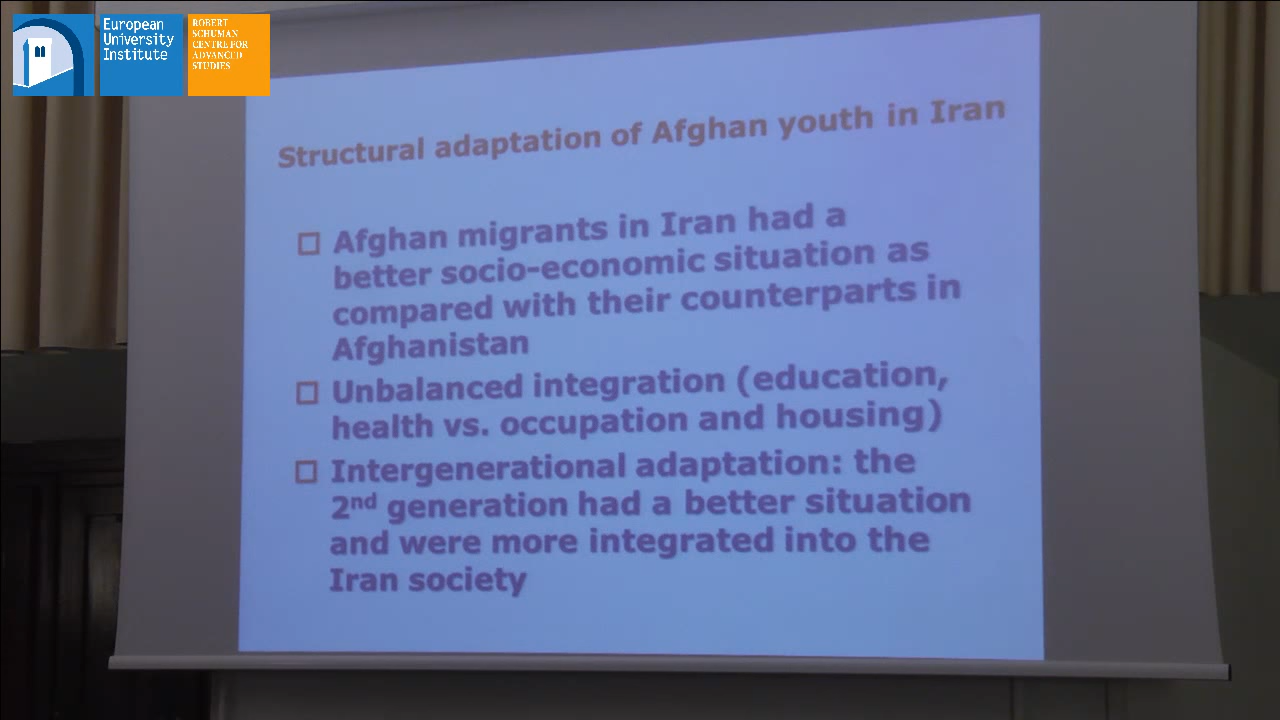 European
University
Institute
ROBERT
SCHUMAN
CENTRE FOR
ADVANCED
STUDIES
Structural adaptation of Afghan youth in Iran
Afghan migrants in Iran had a
better socio-economic situation as
compared with their counterparts in
Afghanistan
Unbalanced integration (education,
health vs. occupation and housing)
Intergenerational adaptation: the
2nd generation had a better situation
and were more integrated into the
Iran society